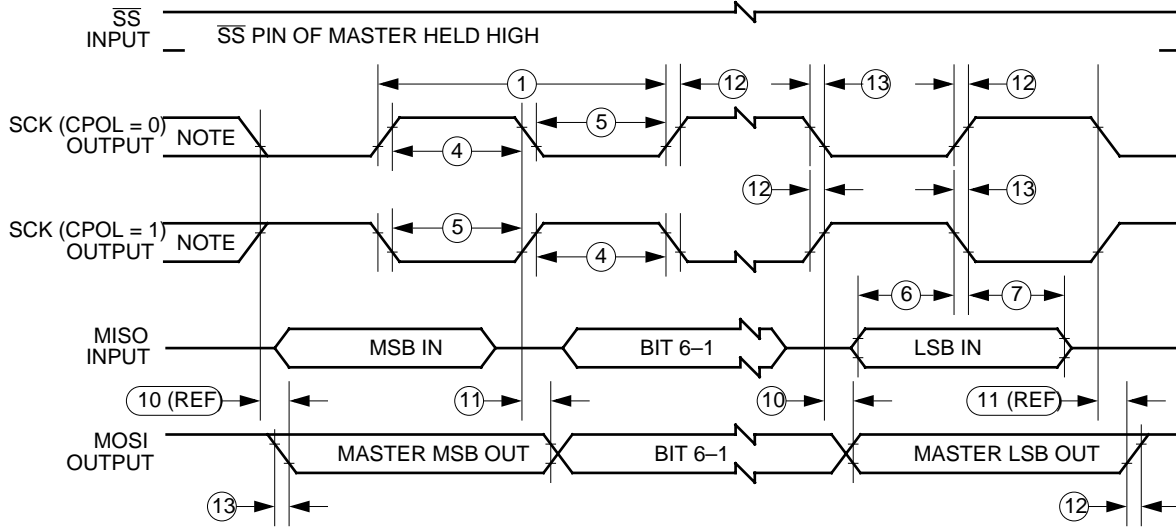 SS
INPUT
SS PIN OF MASTER HELD HIGH
1
12
13
12
SCK (CPOL = 0)
OUTPUT
NOTE
5
4
12
13
SCK (CPOL = 1)
OUTPUT
NOTE
5
4
6
7
MISO
INPUT
MSB IN
BIT 6–1
LSB IN
10 (REF)
11
10
11 (REF)
MOSI
OUTPUT
MASTER MSB OUT
BIT 6–1
MASTER LSB OUT
13
12